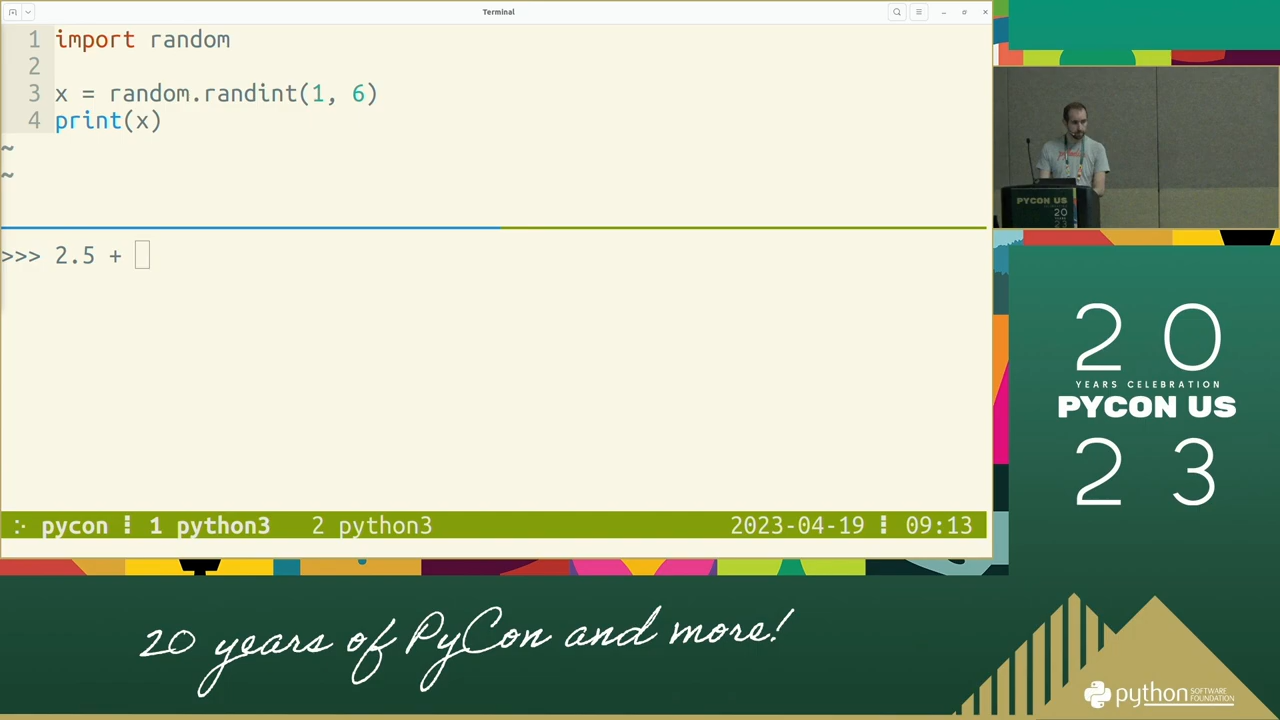 Terminal
1 import random
2
3 x = random.randint(1, 6)
4 print(x)
~
~
>>> 2.5 +
pycon 1 python3 2 python3 2023-04-19 09:13
PYCON US
20
20
YEARS CELEBRATION
PYCON US
23
20 years of PyCon and more!
python SOFTWARE FOUNDATION